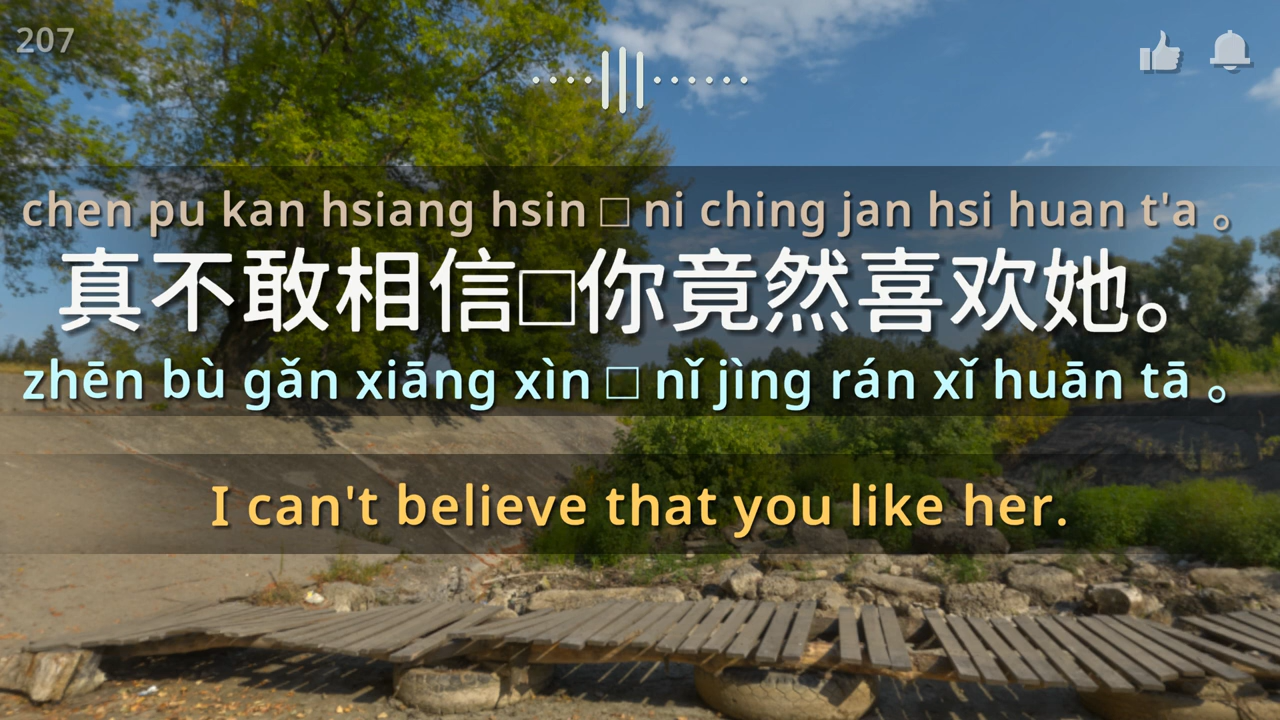 207
chen pu kan hsiang hsin □ ni ching jan hsi huan t'a 。
真不敢相信□你竟然喜欢她。
zhēn bù gǎn xiāng xìn □ nǐ jìng rán xǐ huān tā 。
I can't believe that you like her.